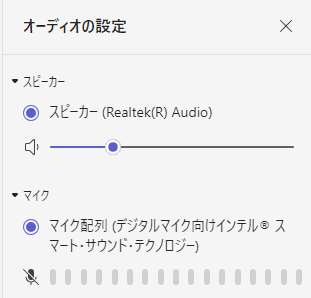 オーディオの設定
スピーカー
スピーカー (Realtek(R) Audio)
マイク
マイク配列 (デジタルマイク向けインテル® ス
マート・サウンド・テクノロジー)